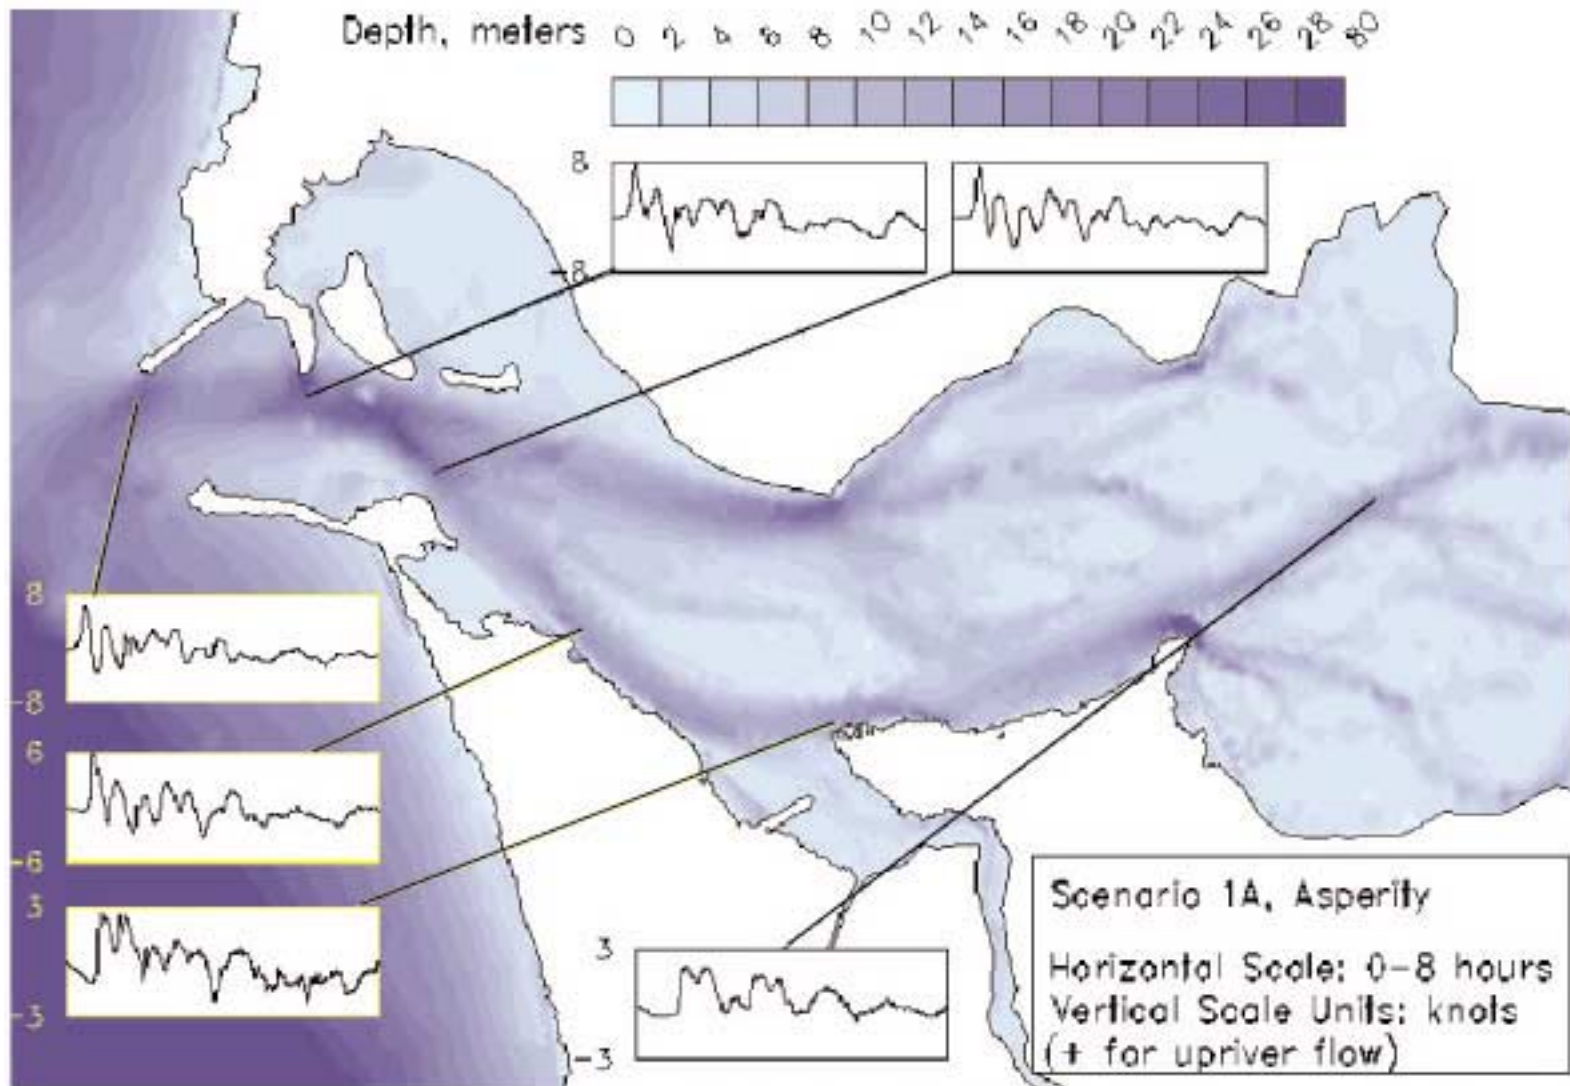 Depth, meters 0 2 4 6 8 10 12 14 16 18 20 22 24 26 28 80
8
-8
8
-8
6
-6
3
-3
3
-3
Scenario 1A, Asperity
Horizontal Scale: 0-8 hours
Vertical Scale Units: knots
(+ for upriver flow)